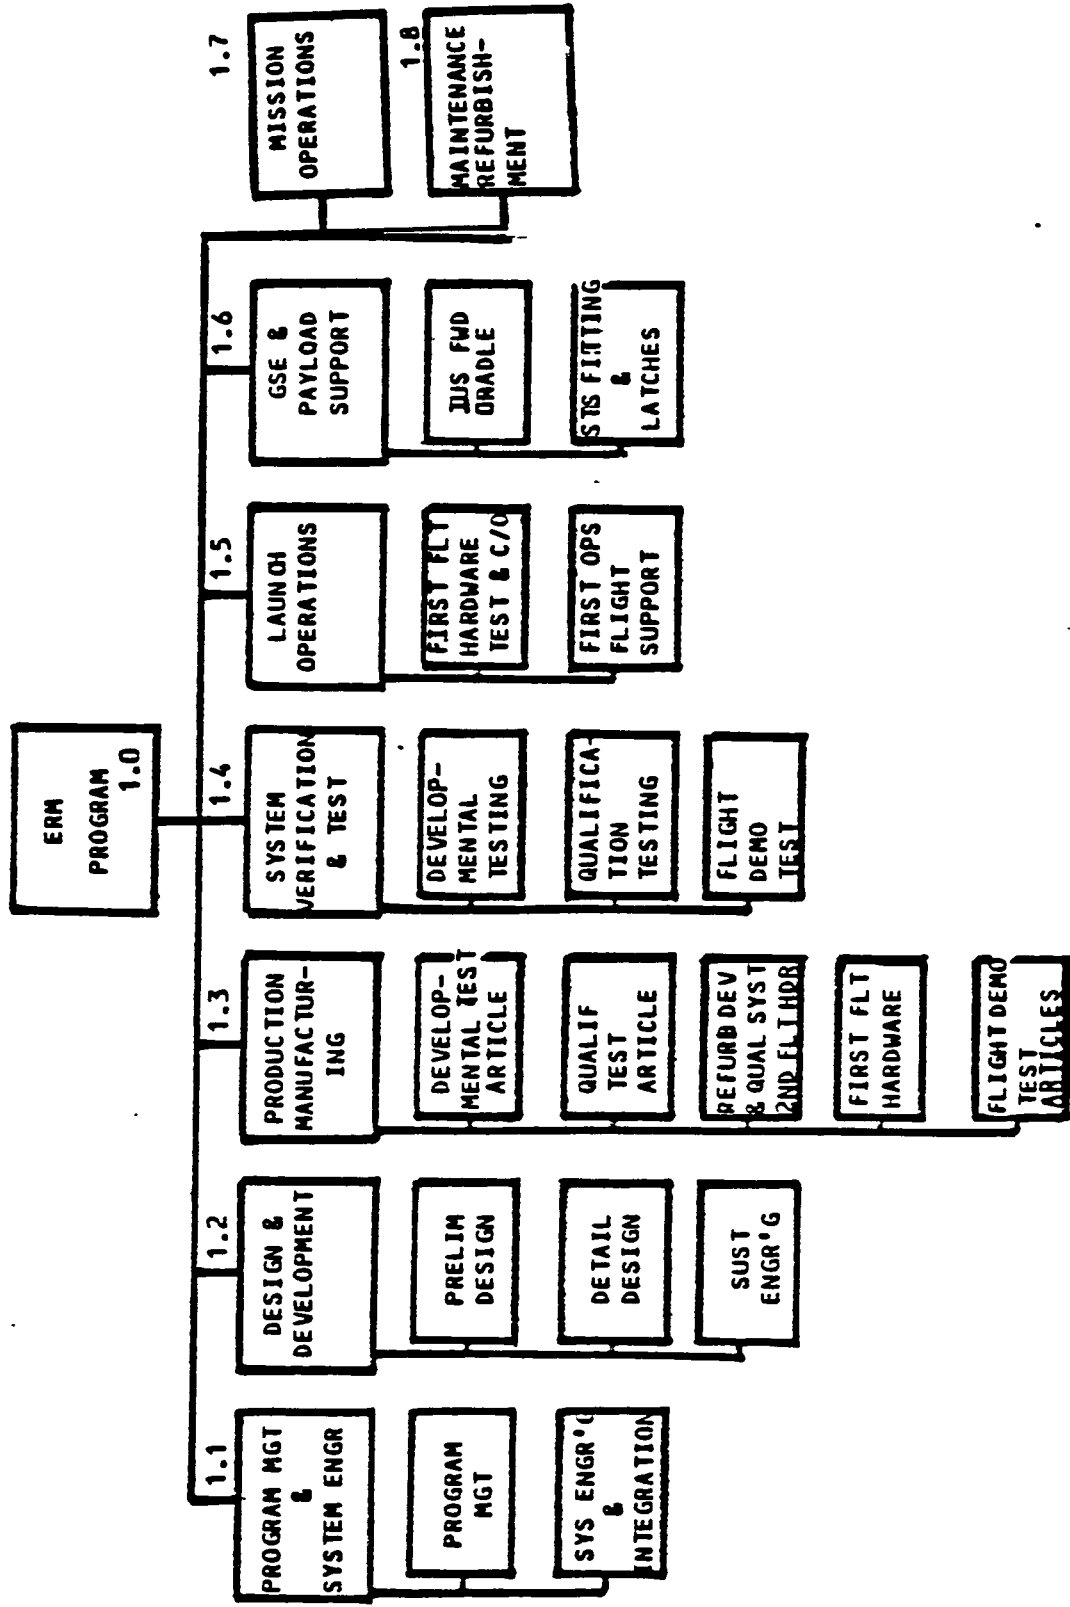 ERM
PROGRAM
1.0
1.1
PROGRAM MGT
&
SYSTEM ENGR
PROGRAM
MGT
SYS ENGR'G
&
INTEGRATION
1.2
DESIGN &
DEVELOPMENT
PRELIM
DESIGN
DETAIL
DESIGN
SUST
ENGR'G
1.3
PRODUCTION
MANUFACTUR-
ING
DEVELOP-
MENTAL TEST
ARTICLE
QUALIF
TEST
ARTICLE
REFURB DEV
& QUAL SYST
2ND FLT HDR
FIRST FLT
HARDWARE
FLIGHT DEMO
TEST
ARTICLES
1.4
SYSTEM
VERIFICATION
& TEST
DEVELOP-
MENTAL
TESTING
QUALIFICA-
TION
TESTING
FLIGHT
DEMO
TEST
1.5
LAUNCH
OPERATIONS
FIRST FLT
HARDWARE
TEST & C/O
FIRST OPS
FLIGHT
SUPPORT
1.6
GSE &
PAYLOAD
SUPPORT
IUS FWD
ORADLE
STS FITTING
&
LATCHES
1.7
MISSION
OPERATIONS
1.8
MAINTENANCE
REFURBISH-
MENT